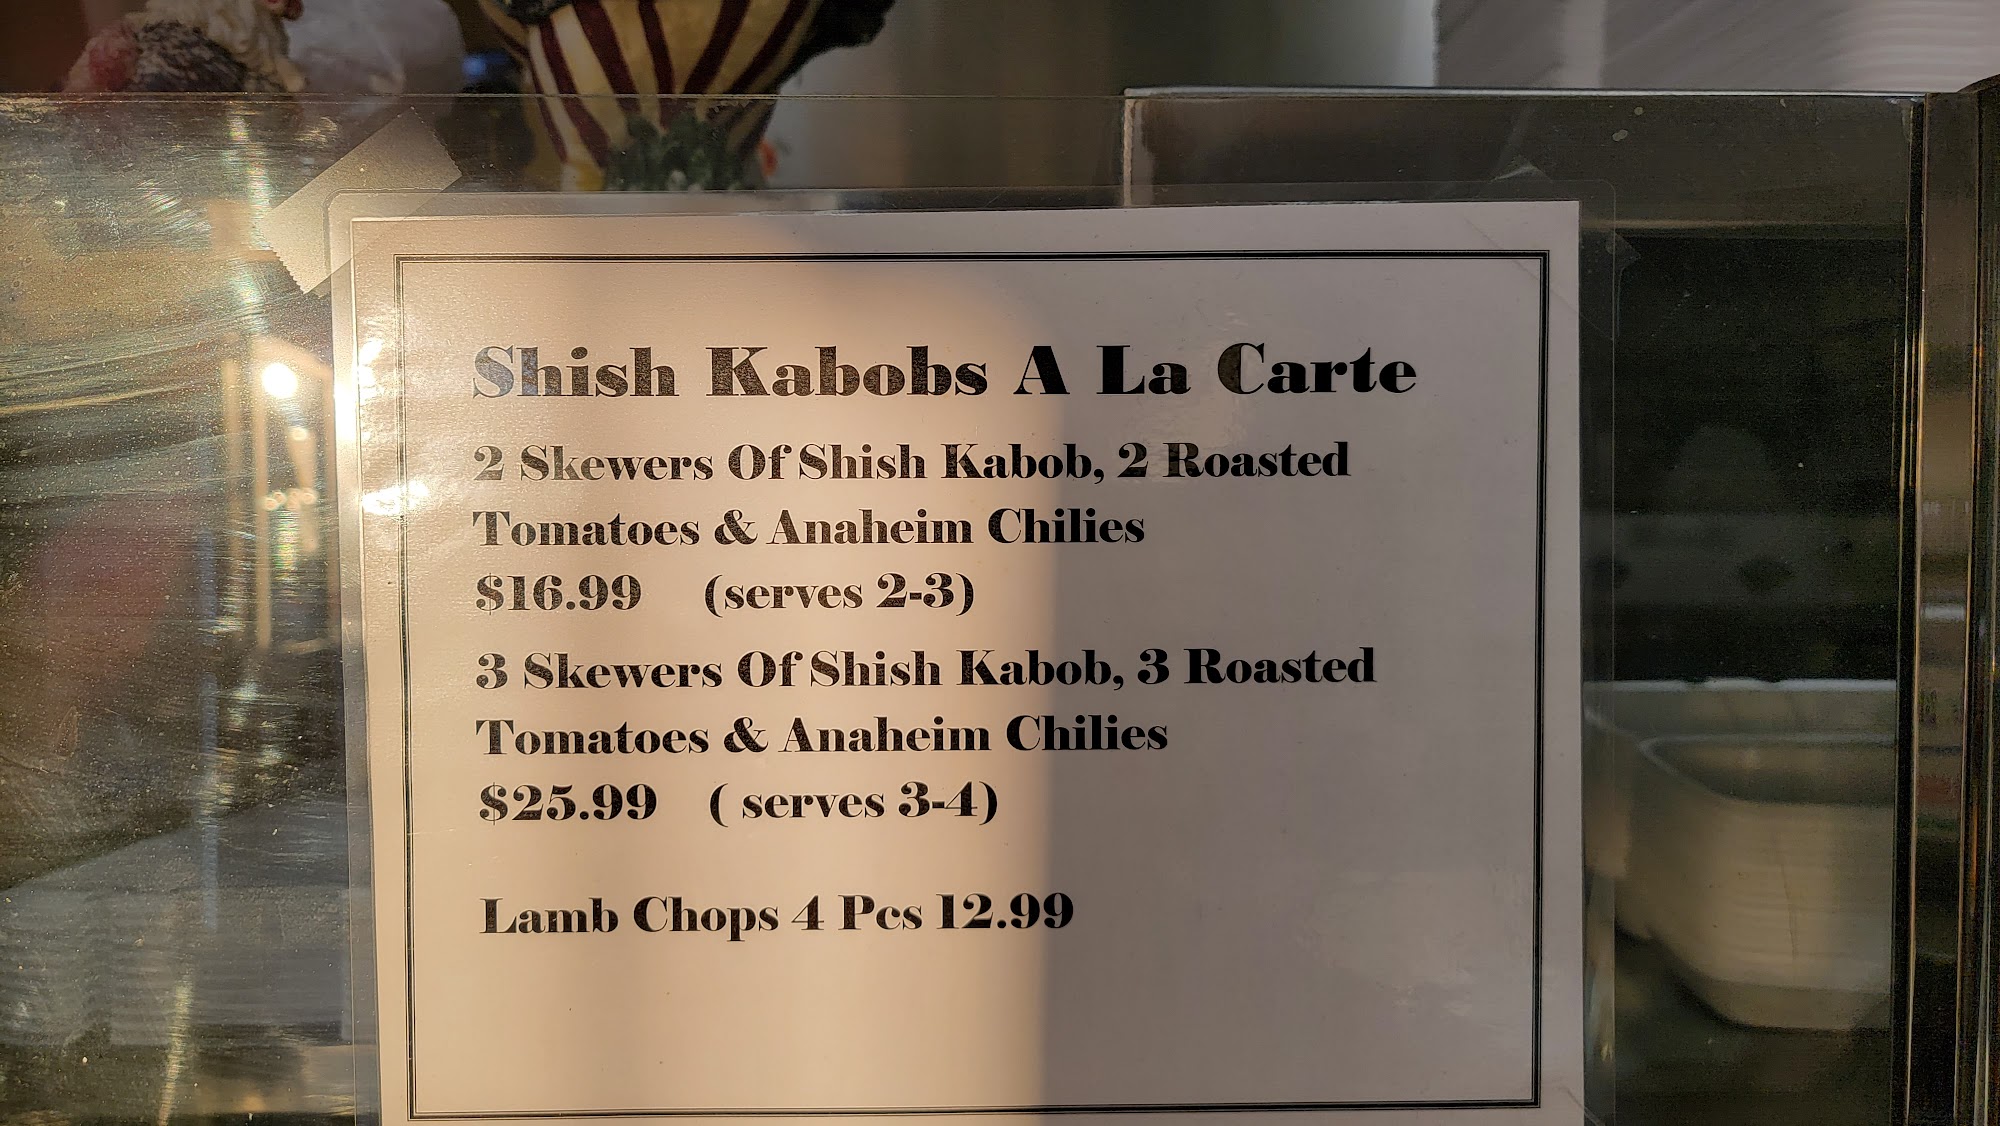 Shish Kabobs A La Carte
2 Skewers Of Shish Kabob, 2 Roasted
Tomatoes & Anaheim Chilies
$16.99 (serves 2-3)
3 Skewers Of Shish Kabob, 3 Roasted
Tomatoes & Anaheim Chilies
$25.99 ( serves 3-4)
Lamb Chops 4 Pcs 12.99